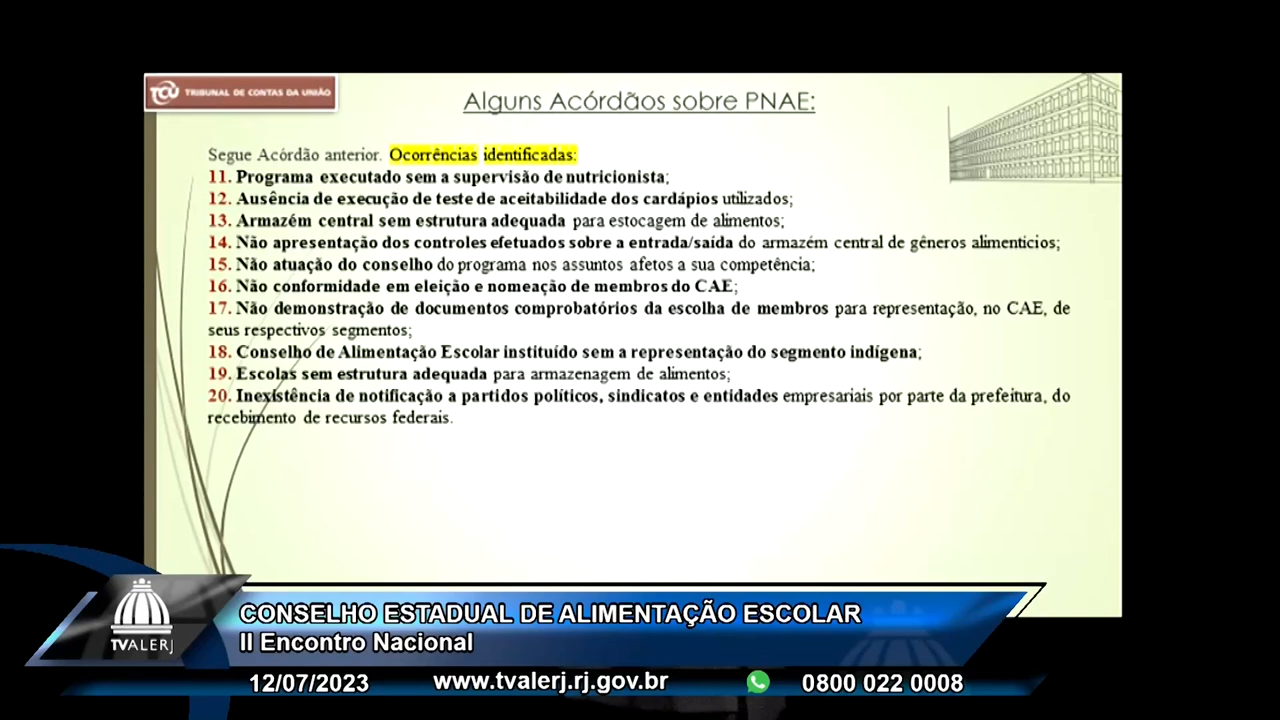 TCU TRIBUNAL DE CONTAS DA UNIÃO
Alguns Acórdãos sobre PNAE:
Segue Acórdão anterior. Ocorrências identificadas:
11. Programa executado sem a supervisão de nutricionista;
12. Ausência de execução de teste de aceitabilidade dos cardápios utilizados;
13. Armazém central sem estrutura adequada para estocagem de alimentos;
14. Não apresentação dos controles efetuados sobre a entrada/saída do armazém central de gêneros alimentícios;
15. Não atuação do conselho do programa nos assuntos afetos a sua competência;
16. Não conformidade em eleição e nomeação de membros do CAE;
17. Não demonstração de documentos comprobatórios da escolha de membros para representação, no CAE, de
seus respectivos segmentos;
18. Conselho de Alimentação Escolar instituído sem a representação do segmento indígena;
19. Escolas sem estrutura adequada para armazenagem de alimentos;
20. Inexistência de notificação a partidos políticos, sindicatos e entidades empresariais por parte da prefeitura, do
recebimento de recursos federais.
CONSELHO ESTADUAL DE ALIMENTAÇÃO ESCOLAR
II Encontro Nacional
TVALERJ
12/07/2023 www.tvalerj.rj.gov.br 0800 022 0008